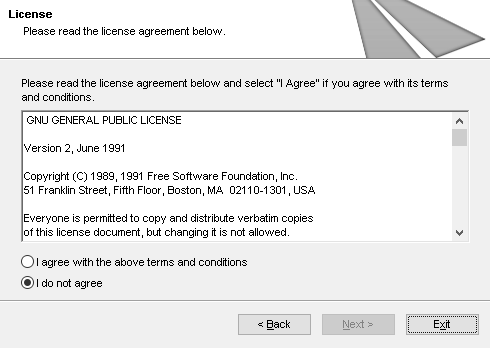 License
Please read the license agreement below.
Please read the license agreement below and select "I Agree" if you agree with its terms
and conditions.
GNU GENERAL PUBLIC LICENSE
Version 2, June 1991
Copyright (C) 1989, 1991 Free Software Foundation, Inc.
51 Franklin Street, Fifth Floor, Boston, MA  02110-1301, USA
Everyone is permitted to copy and distribute verbatim copies
of this license document, but changing it is not allowed.
I agree with the above terms and conditions
I do not agree
< Back
Next >
Exit